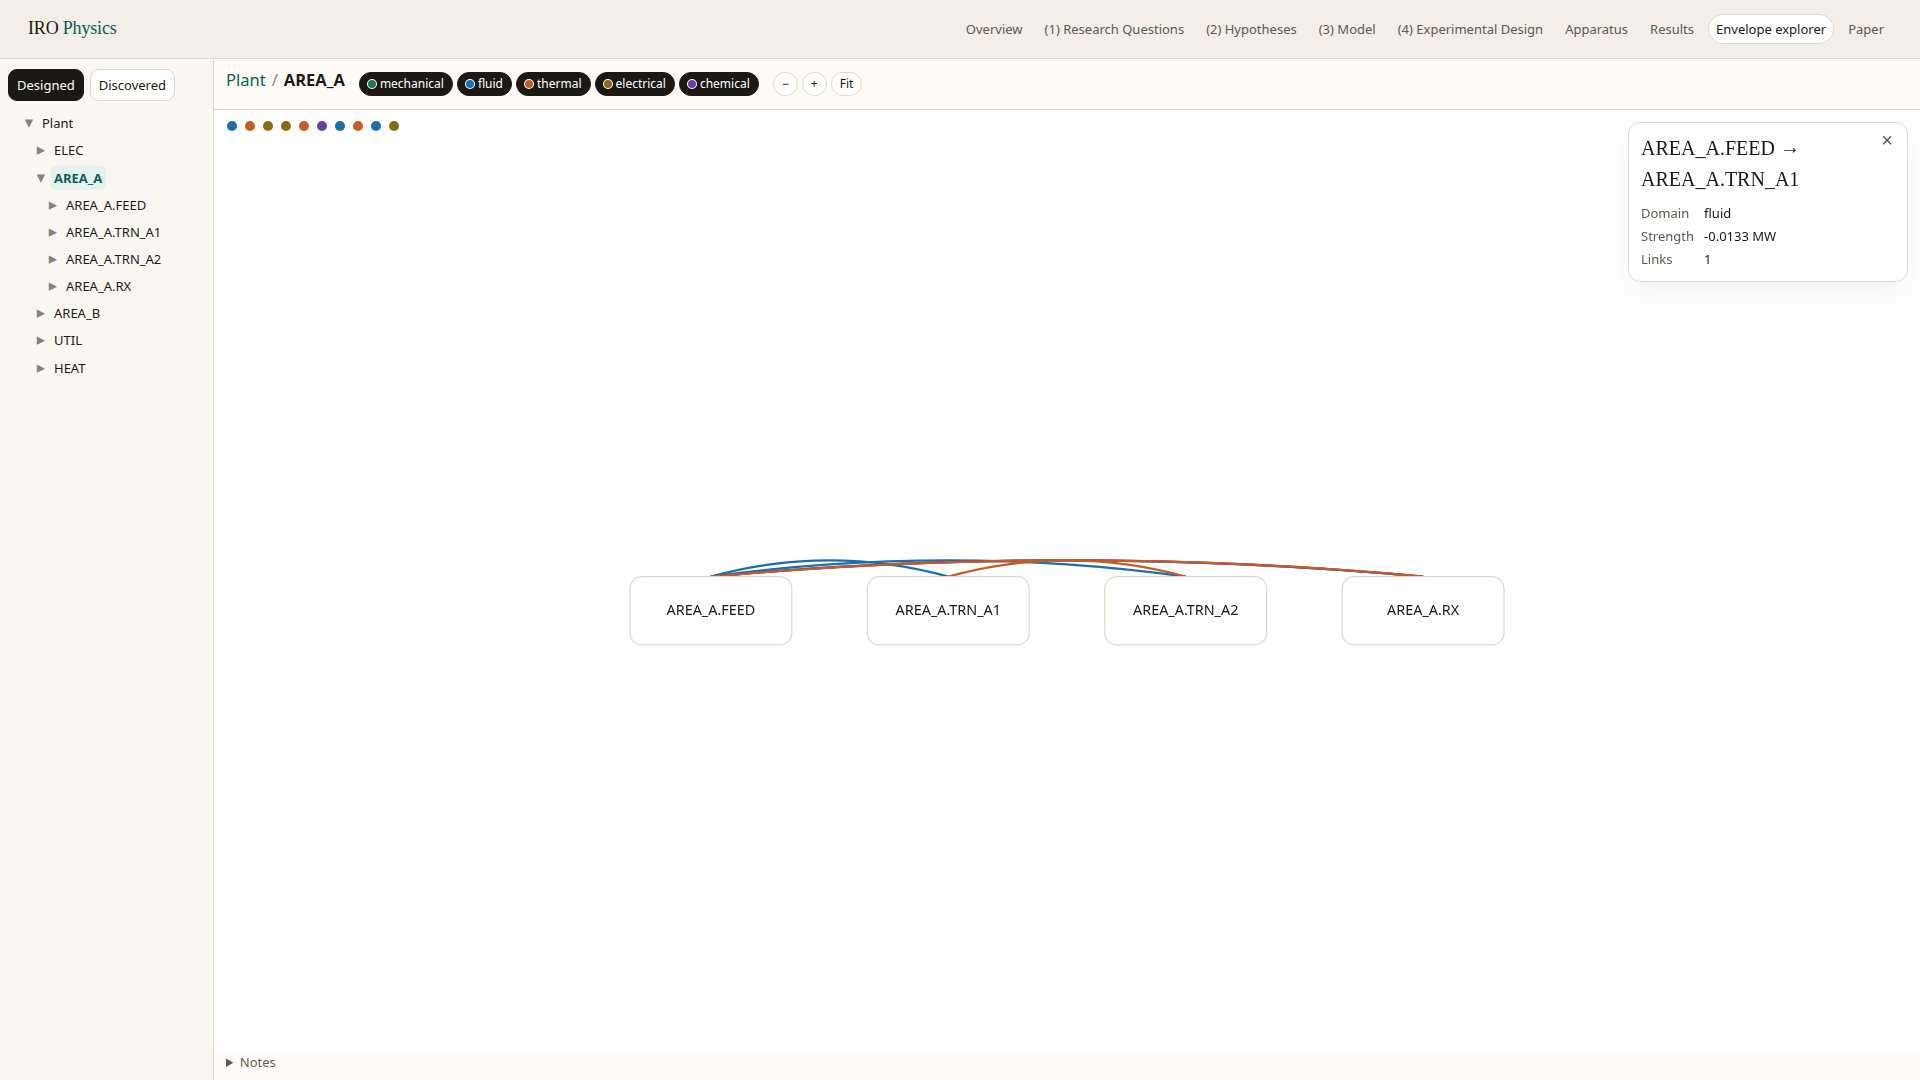 IRO Physics
Overview
(1) Research Questions
(2) Hypotheses
(3) Model
(4) Experimental Design
Apparatus
Results
Envelope explorer
Paper
Designed
Discovered
Plant
ELEC
AREA_A
AREA_A.FEED
AREA_A.TRN_A1
AREA_A.TRN_A2
AREA_A.RX
AREA_B
UTIL
HEAT
Plant / AREA_A
mechanical
fluid
thermal
electrical
chemical
−
+
Fit
AREA_A.FEED →
AREA_A.TRN_A1
×
Domain fluid
Strength -0.0133 MW
Links 1
AREA_A.FEED
AREA_A.TRN_A1
AREA_A.TRN_A2
AREA_A.RX
Notes